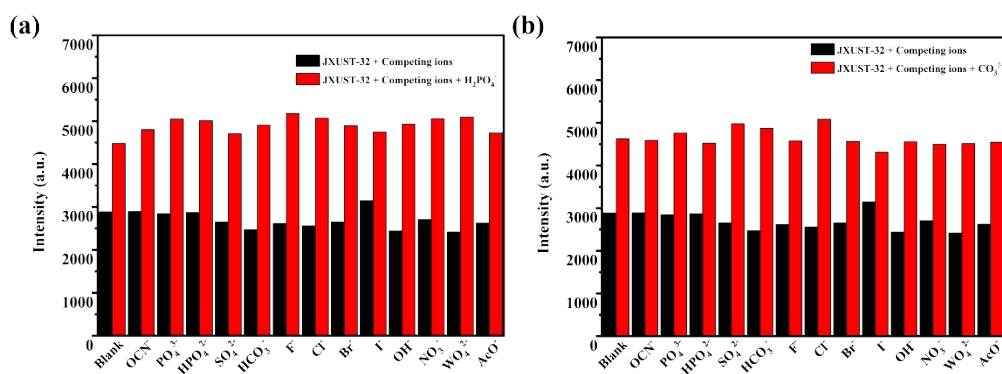 (a)
7000
6000
5000
4000
3000
2000
1000
0
Intensity (a.u.)
JXUST-32 + Competing ions
JXUST-32 + Competing ions + H₂PO₄⁻
Blank
OCN⁻
PO₄³⁻
HPO₄²⁻
SO₄²⁻
HCO₃⁻
F⁻
Cl⁻
Br⁻
I⁻
OH⁻
NO₃⁻
WO₄²⁻
AcO⁻
(b)
7000
6000
5000
4000
3000
2000
1000
0
Intensity (a.u.)
JXUST-32 + Competing ions
JXUST-32 + Competing ions + CO₃²⁻
Blank
OCN⁻
PO₄³⁻
HPO₄²⁻
SO₄²⁻
HCO₃⁻
F⁻
Cl⁻
Br⁻
I⁻
OH⁻
NO₃⁻
WO₄²⁻
AcO⁻